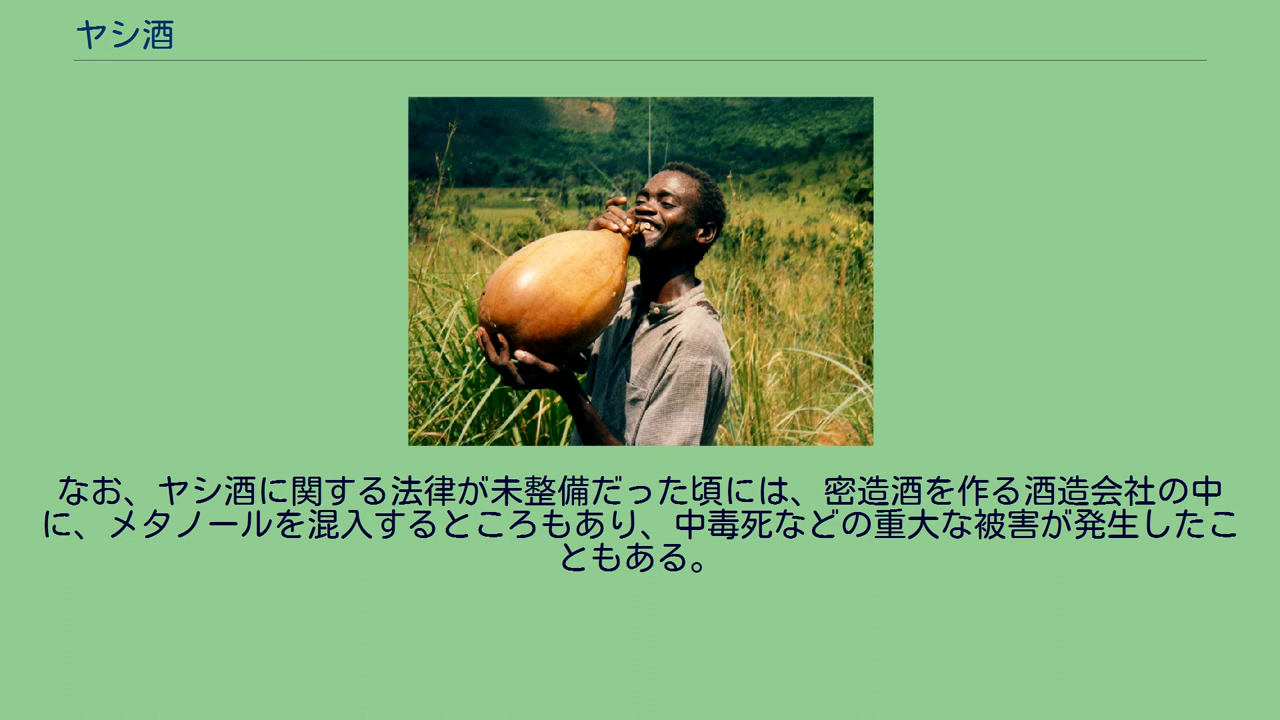 ヤシ酒
なお、ヤシ酒に関する法律が未整備だった頃には、密造酒を作る酒造会社の中
に、メタノールを混入するところもあり、中毒死などの重大な被害が発生したこ
ともある。